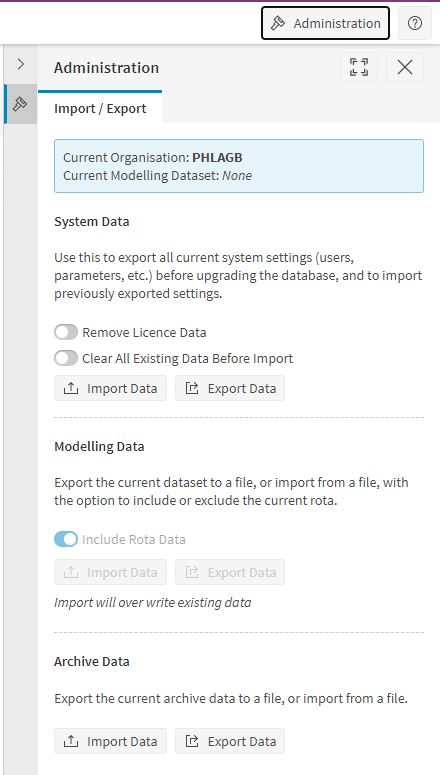 Administration
Administration
Import / Export
Current Organisation: PHLAGB
Current Modelling Dataset: None
System Data
Use this to export all current system settings (users,
parameters, etc.) before upgrading the database, and to import
previously exported settings.
Remove Licence Data
Clear All Existing Data Before Import
Import Data Export Data
Modelling Data
Export the current dataset to a file, or import from a file, with
the option to include or exclude the current rota.
Include Rota Data
Import Data Export Data
Import will over write existing data
Archive Data
Export the current archive data to a file, or import from a file.
Import Data Export Data